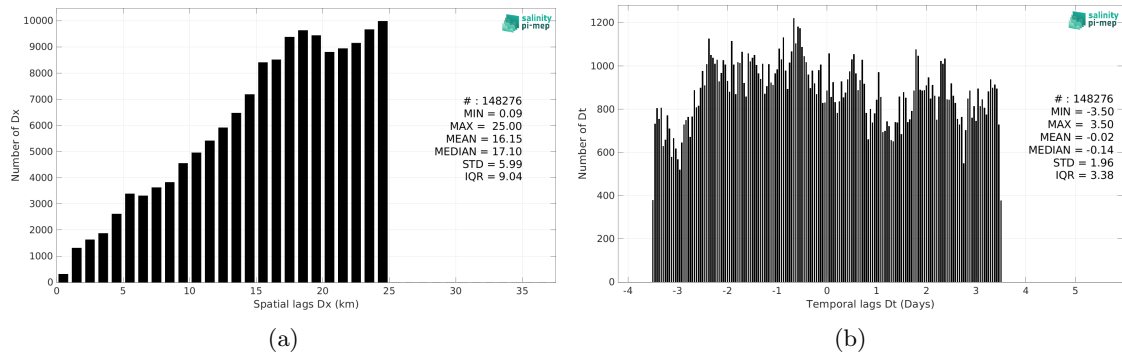 10000
9000
8000
7000
6000
5000
4000
3000
2000
1000
0
Number of Dx
0 5 10 15 20 25 30 35
Spatial lags Dx (km)
salinity
pi-mep
# : 148276
MIN = 0.09
MAX = 25.00
MEAN = 16.15
MEDIAN = 17.10
STD = 5.99
IQR = 9.04
(a)
1200
1000
800
600
400
200
0
Number of Dt
-4 -3 -2 -1 0 1 2 3 4 5
Temporal lags Dt (Days)
salinity
pi-mep
# : 148276
MIN = -3.50
MAX = 3.50
MEAN = -0.02
MEDIAN = -0.14
STD = 1.96
IQR = 3.38
(b)